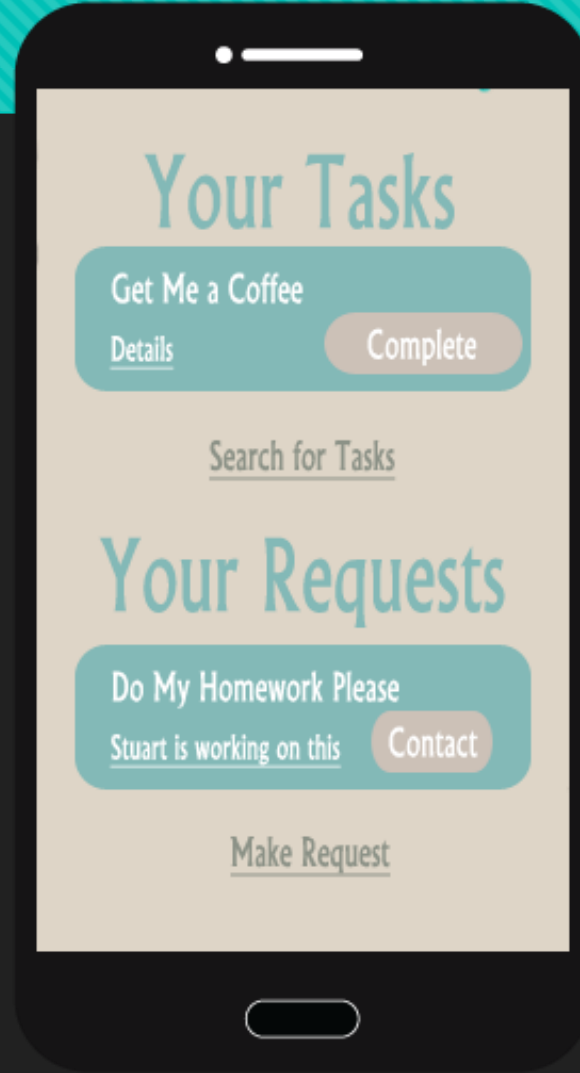 Your Tasks
Get Me a Coffee
Details
Complete
Search for Tasks
Your Requests
Do My Homework Please
Stuart is working on this
Contact
Make Request